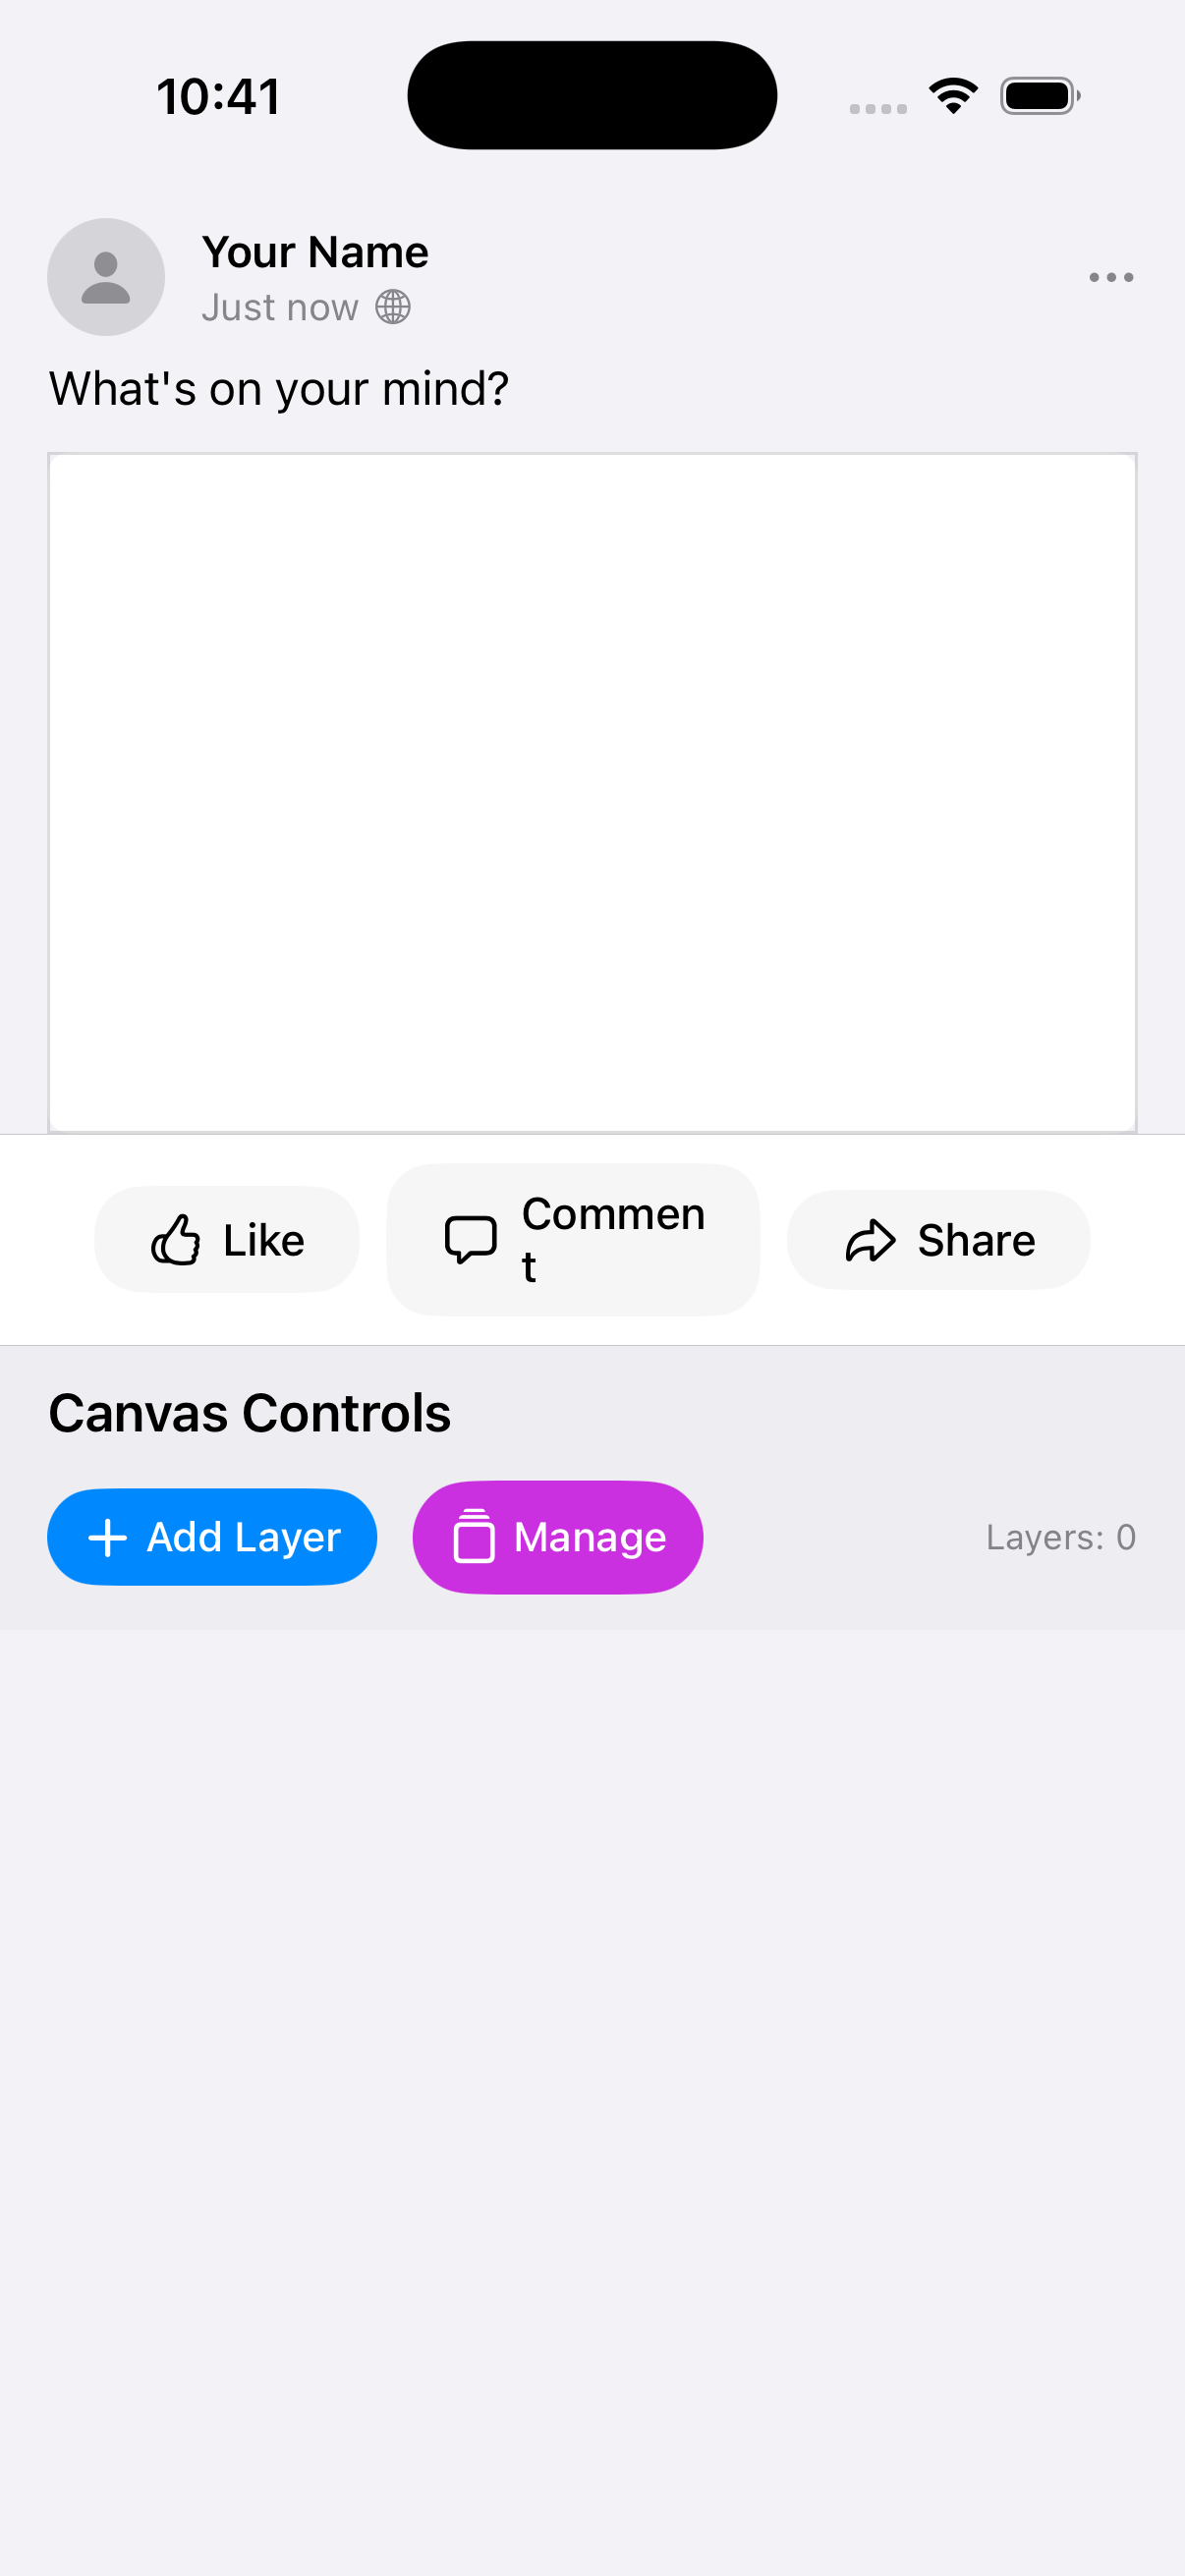 10:41
Your Name
Just now
What's on your mind?
Like
Commen
t
Share
Canvas Controls
Add Layer
Manage
Layers: 0